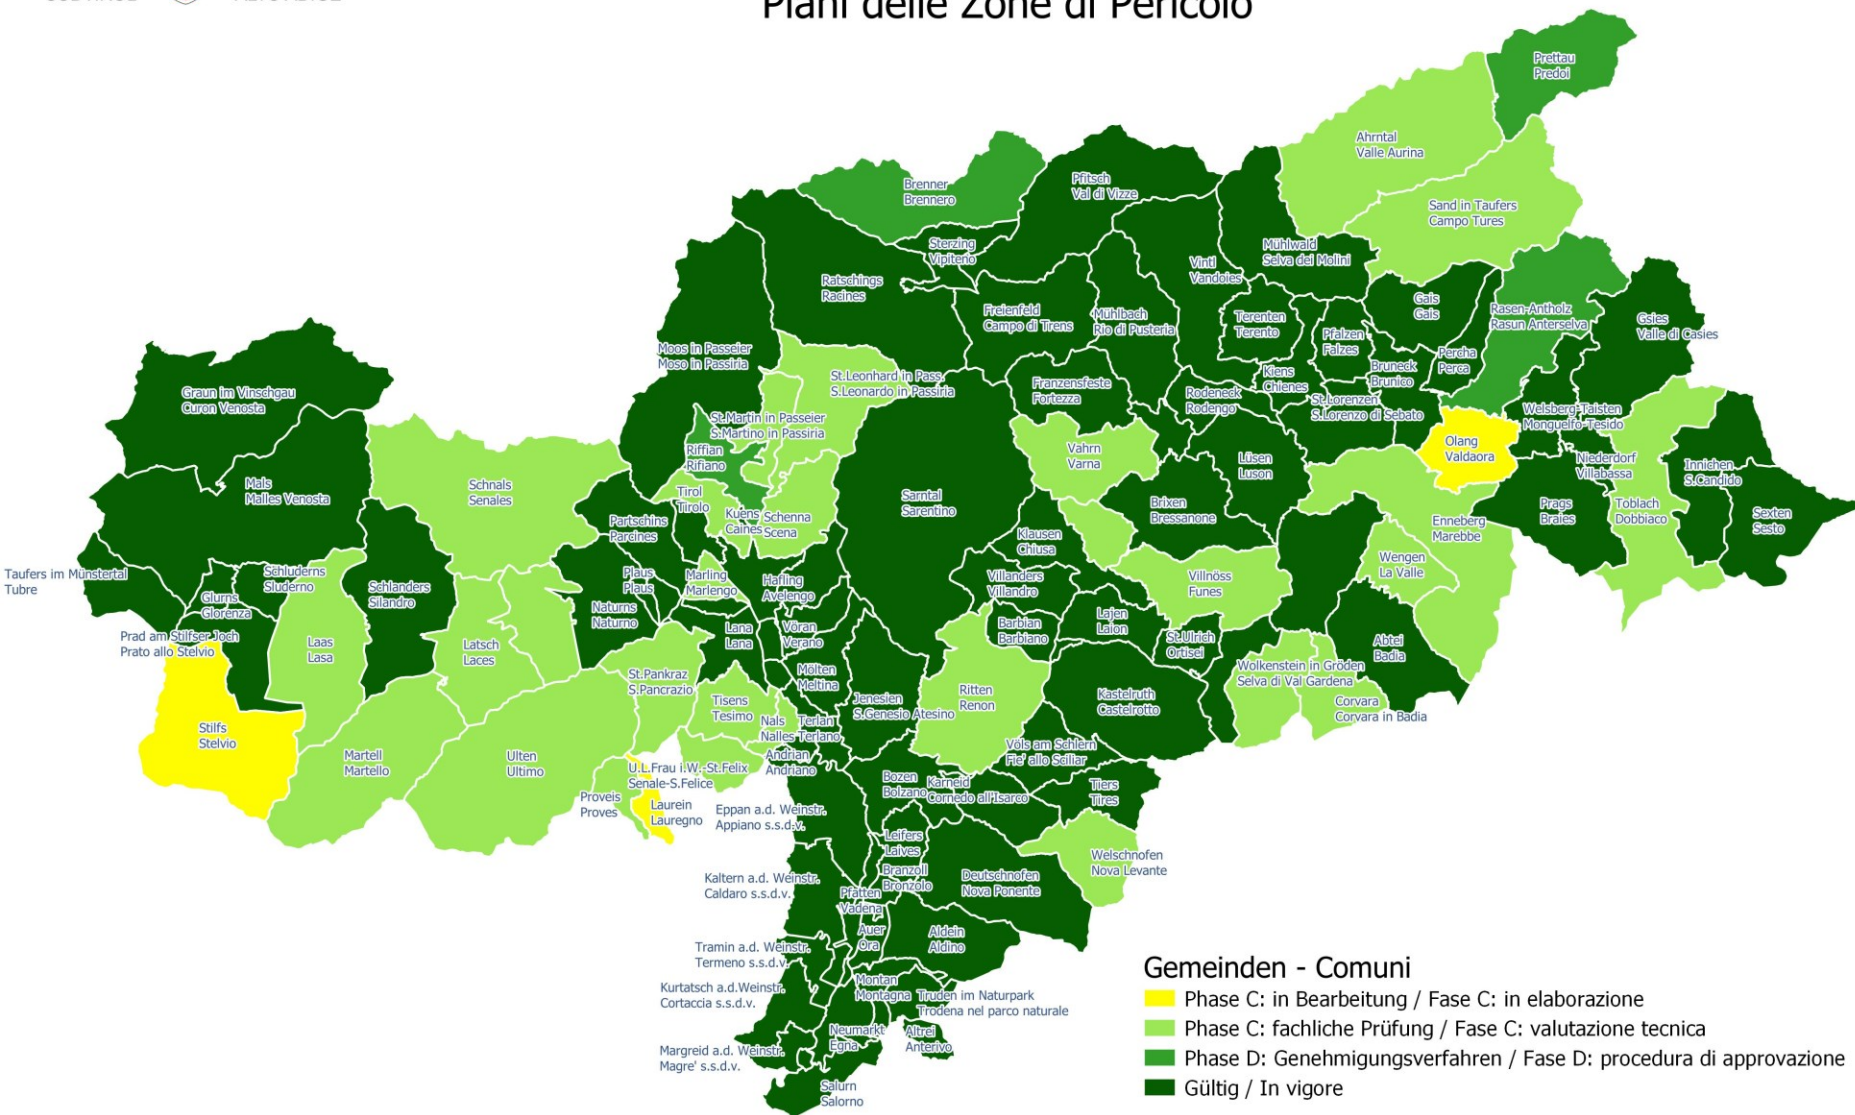 Piani delle Zone di Pericolo
Prettau
Predoi
Ahrntal
Valle Aurina
Sand in Taufers
Campo Tures
Brenner
Brennero
Pfitsch
Val di Vizze
Sterzing
Vipiteno
Mühlwald
Selva dei Molini
Ratschings
Racines
Vintl
Vandoies
Freienfeld
Campo di Trens
Mühlbach
Rio di Pusteria
Terenten
Terento
Gais
Gais
Rasen-Antholz
Rasun Anterselva
Gsies
Valle di Casies
Pfalzen
Falzes
Percha
Perca
Moos in Passeier
Moso in Passiria
St.Leonhard in Pass.
S.Leonardo in Passiria
Franzensfeste
Fortezza
Kiens
Chienes
Bruneck
Brunico
Rodeneck
Rodengo
St.Lorenzen
S.Lorenzo di Sebato
Graun im Vinschgau
Curon Venosta
St.Martin in Passeier
S.Martino in Passiria
Welsberg-Taisten
Monguelfo-Tesido
Olang
Valdaora
Riffian
Rifiano
Vahrn
Varna
Lüsen
Luson
Niederdorf
Villabassa
Innichen
S.Candido
Mals
Malles Venosta
Schnals
Senales
Tirol
Tirolo
Sarntal
Sarentino
Brixen
Bressanone
Prags
Braies
Toblach
Dobbiaco
Sexten
Sesto
Kuens
Caines
Schenna
Scena
Partschins
Parcines
Enneberg
Marebbe
Klausen
Chiusa
Wengen
La Valle
Taufers im Münstertal
Tubre
Schluderns
Sluderno
Schlanders
Silandro
Plaus
Plaus
Marling
Marlengo
Hafling
Avelengo
Villanders
Villandro
Villnöss
Funes
Glurns
Glorenza
Naturns
Naturno
Lajen
Laion
Barbian
Barbiano
Prad am Stilfser Joch
Prato allo Stelvio
Laas
Lasa
Latsch
Laces
Lana
Lana
Vöran
Verano
St.Ulrich
Ortisei
Abtei
Badia
Mölten
Meltina
St.Pankraz
S.Pancrazio
Wolkenstein in Gröden
Selva di Val Gardena
Ritten
Renon
Kastelruth
Castelrotto
Corvara
Corvara in Badia
Tisens
Tesimo
Jenesien
S.Genesio Atesino
Nals
Nalles
Terlan
Terlano
Stilfs
Stelvio
Martell
Martello
Ulten
Ultimo
Völs am Schlern
Fie' allo Sciliar
Andrian
Andriano
U.L.Frau i.W.-St.Felix
Senale-S.Felice
Bozen
Bolzano
Karneid
Cornedo all'Isarco
Tiers
Tires
Proveis
Proves
Laurein
Lauregno
Eppan a.d. Weinstr.
Appiano s.s.d.v.
Leifers
Laives
Welschnofen
Nova Levante
Branzoll
Bronzolo
Deutschnofen
Nova Ponente
Kaltern a.d. Weinstr.
Caldaro s.s.d.v.
Pfatten
Vadena
Auer
Ora
Aldein
Aldino
Tramin a.d. Weinstr.
Termeno s.s.d.v.
Montan
Montagna
Kurtatsch a.d.Weinstr.
Cortaccia s.s.d.v.
Truden im Naturpark
Trodena nel parco naturale
Neumarkt
Egna
Altrei
Anterivo
Margreid a.d. Weinstr.
Magre' s.s.d.v.
Salurn
Salorno
Gemeinden - Comuni
Phase C: in Bearbeitung / Fase C: in elaborazione
Phase C: fachliche Prüfung / Fase C: valutazione tecnica
Phase D: Genehmigungsverfahren / Fase D: procedura di approvazione
Gültig / In vigore